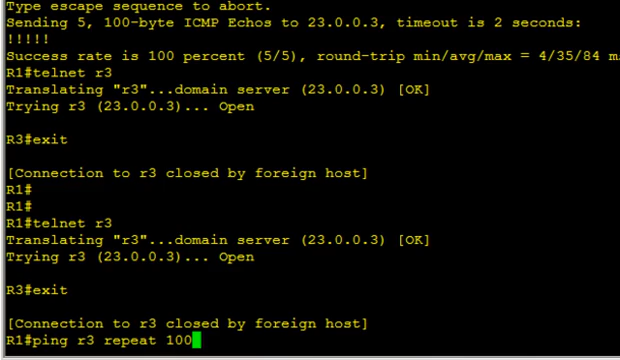 Type escape sequence to abort.
Sending 5, 100-byte ICMP Echos to 23.0.0.3, timeout is 2 seconds:
!!!!!
Success rate is 100 percent (5/5), round-trip min/avg/max = 4/35/84 m
R1#telnet r3
Translating "r3"...domain server (23.0.0.3) [OK]
Trying r3 (23.0.0.3)... Open
R3#exit
[Connection to r3 closed by foreign host]
R1#
R1#
R1#telnet r3
Translating "r3"...domain server (23.0.0.3) [OK]
Trying r3 (23.0.0.3)... Open
R3#exit
[Connection to r3 closed by foreign host]
R1#ping r3 repeat 100